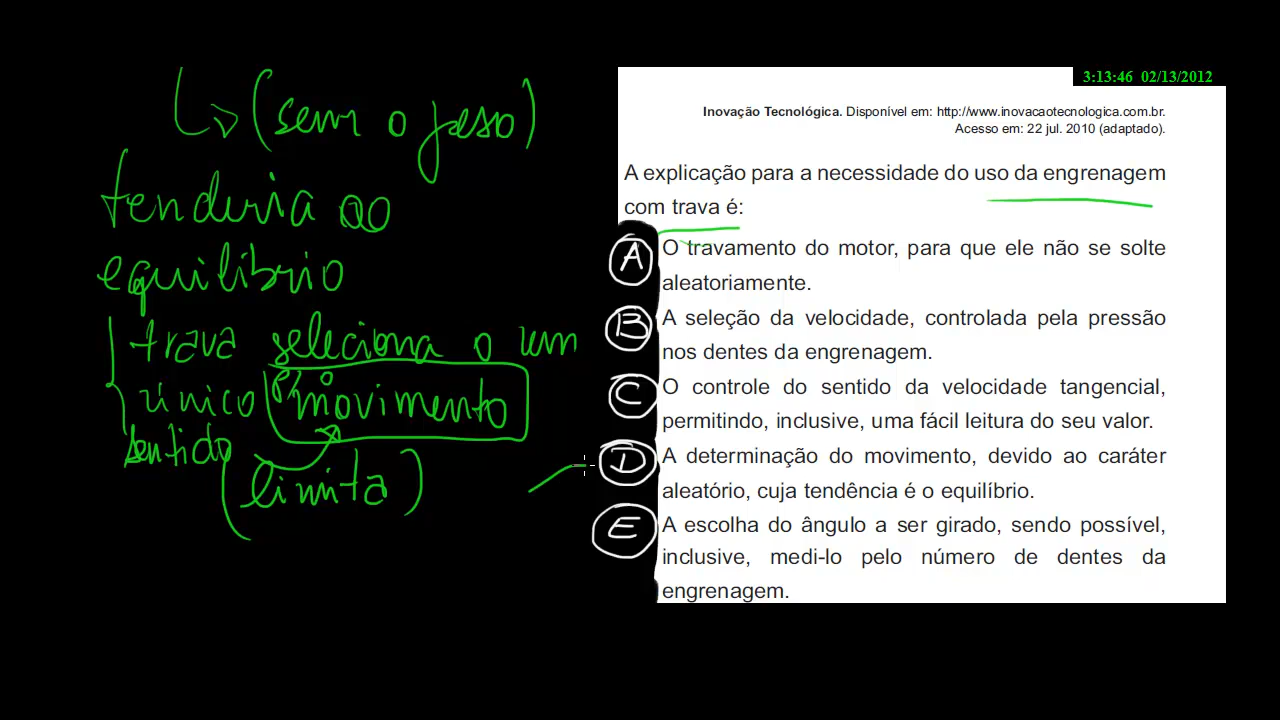 ↳ (sem o peso)
tenderia ao
equilíbrio
trava seleciona o um
único movimento
sentido
(limita)
3:13:46 02/13/2012
Inovação Tecnológica. Disponível em: http://www.inovacaotecnologica.com.br.
Acesso em: 22 jul. 2010 (adaptado).
A explicação para a necessidade do uso da engrenagem
com trava é:
A O travamento do motor, para que ele não se solte
aleatoriamente.
B A seleção da velocidade, controlada pela pressão
nos dentes da engrenagem.
C O controle do sentido da velocidade tangencial,
permitindo, inclusive, uma fácil leitura do seu valor.
D A determinação do movimento, devido ao caráter
aleatório, cuja tendência é o equilíbrio.
E A escolha do ângulo a ser girado, sendo possível,
inclusive, medi-lo pelo número de dentes da
engrenagem.